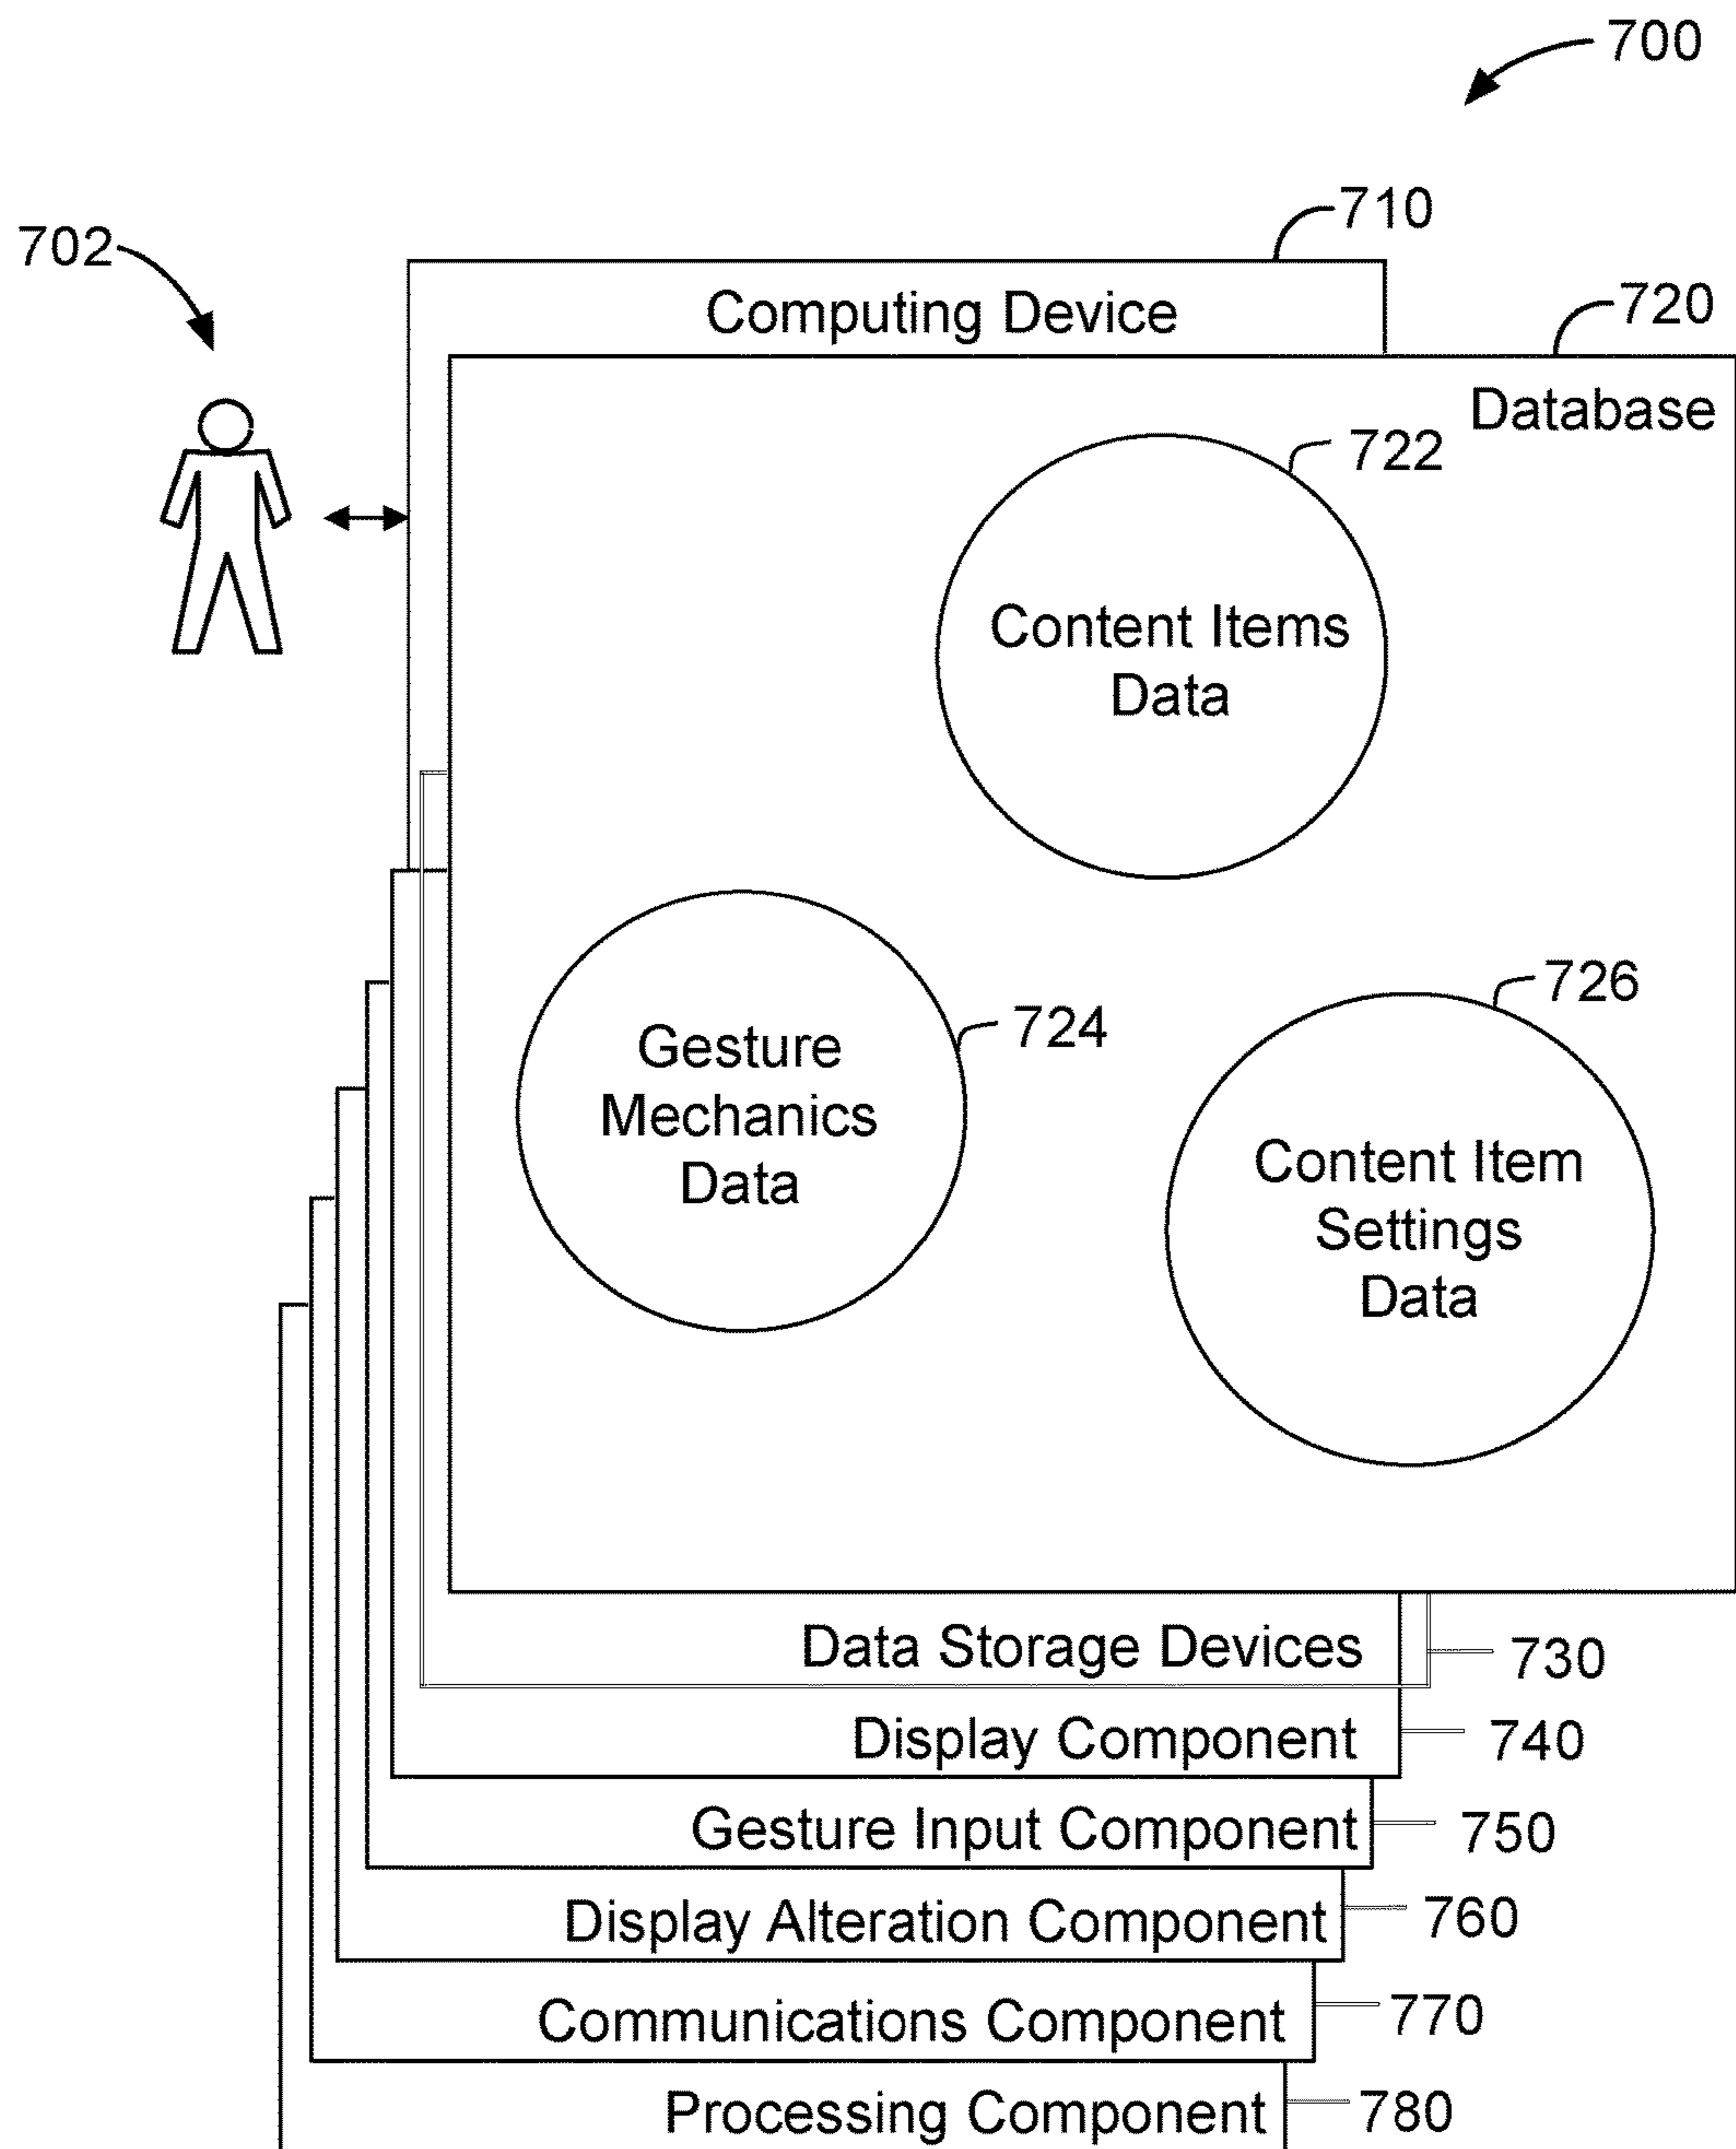 700
710
702
Computing Device
720
Database
722
Content Items
Data
726
724
Gesture
Mechanics
Data
Content Item
Settings
Data
Data Storage Devices
730
Display Component
740
Gesture Input Component
750
Display Alteration Component
760
Communications Component
770
Processing Component
780